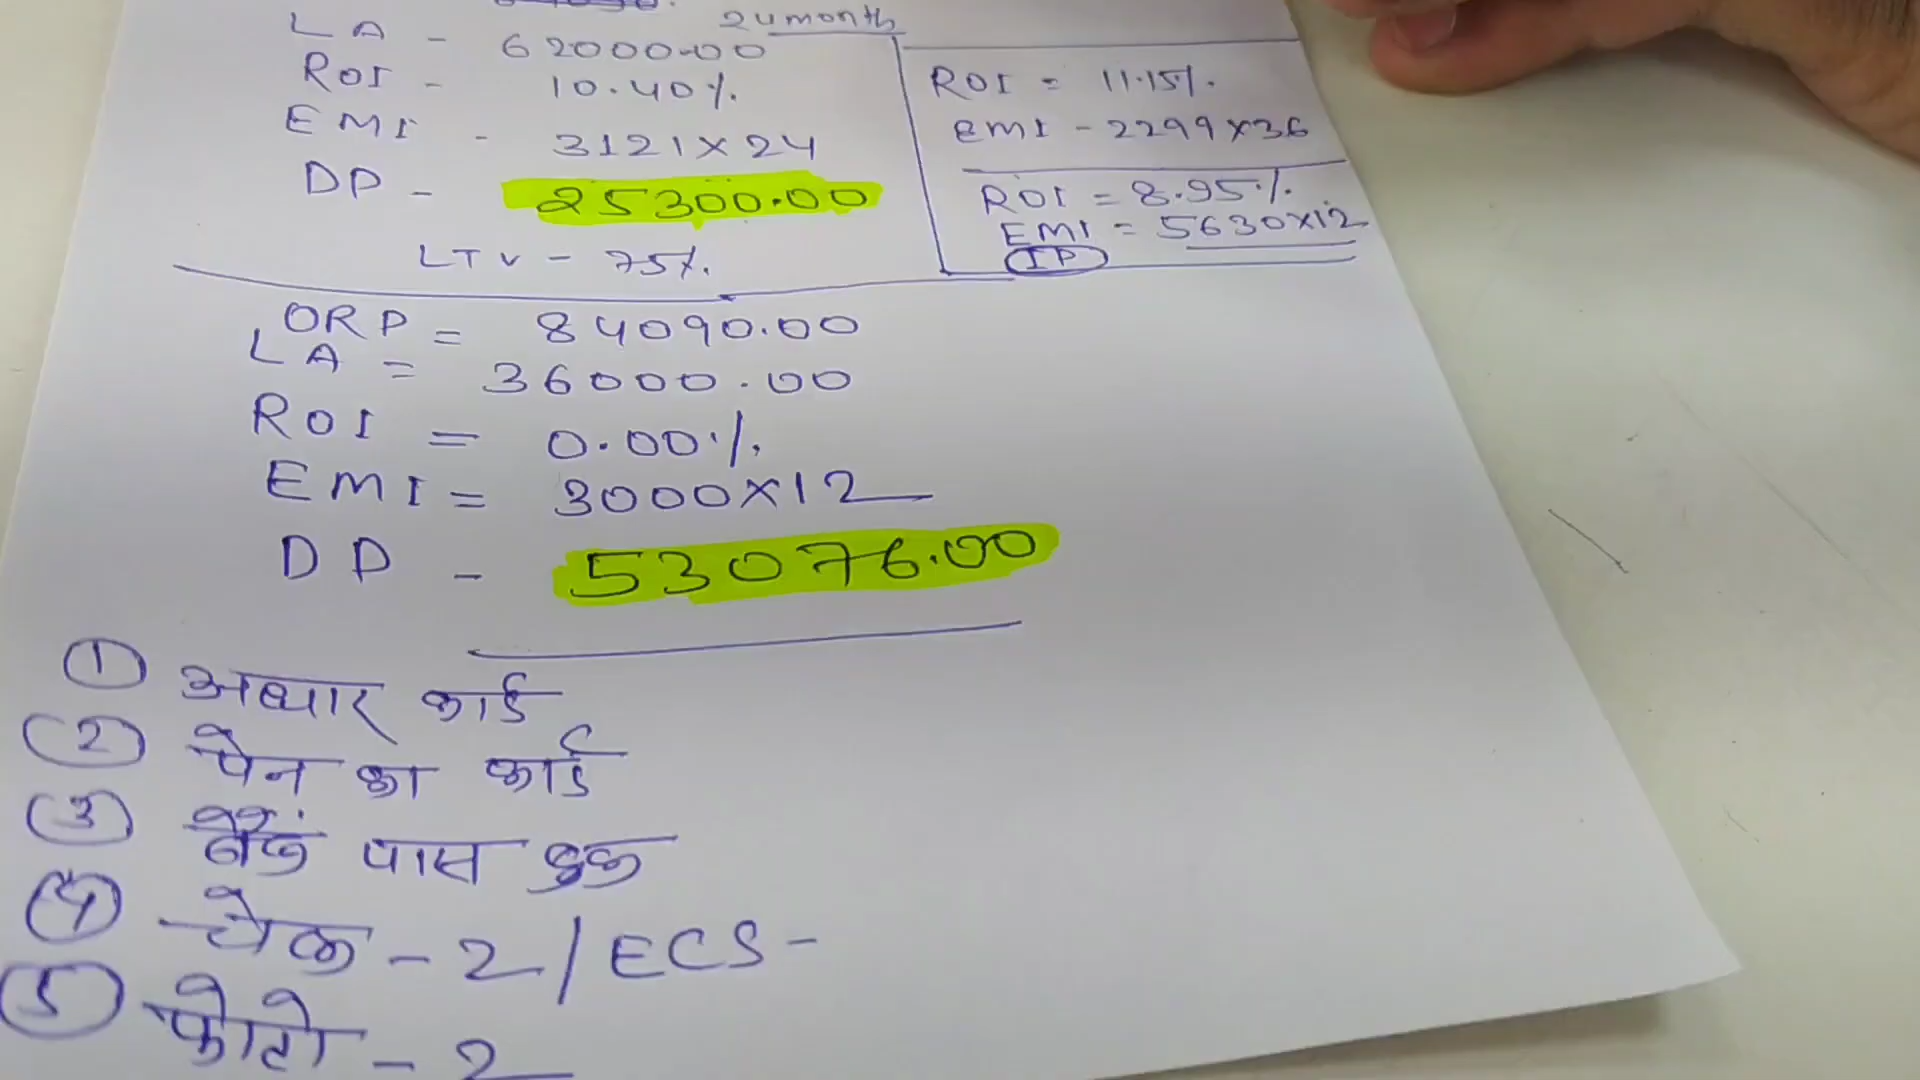 24month
LA - 62000.00
ROI - 10.40%.
EMI - 3121x24
DP - 25300.00
LTV - 75%.
ROI = 11.15%.
EMI - 2299x36
ROI = 8.95%.
EMI = 5630x12
IP
ORP = 84090.00
LA = 36000.00
ROI = 0.00%.
EMI = 3000x12
DP - 53076.00
1 आधार कार्ड
2 पेन का कार्ड
3 बैंक पास बुक
4 चेक - 2/ECS -
5 फोटो - 2